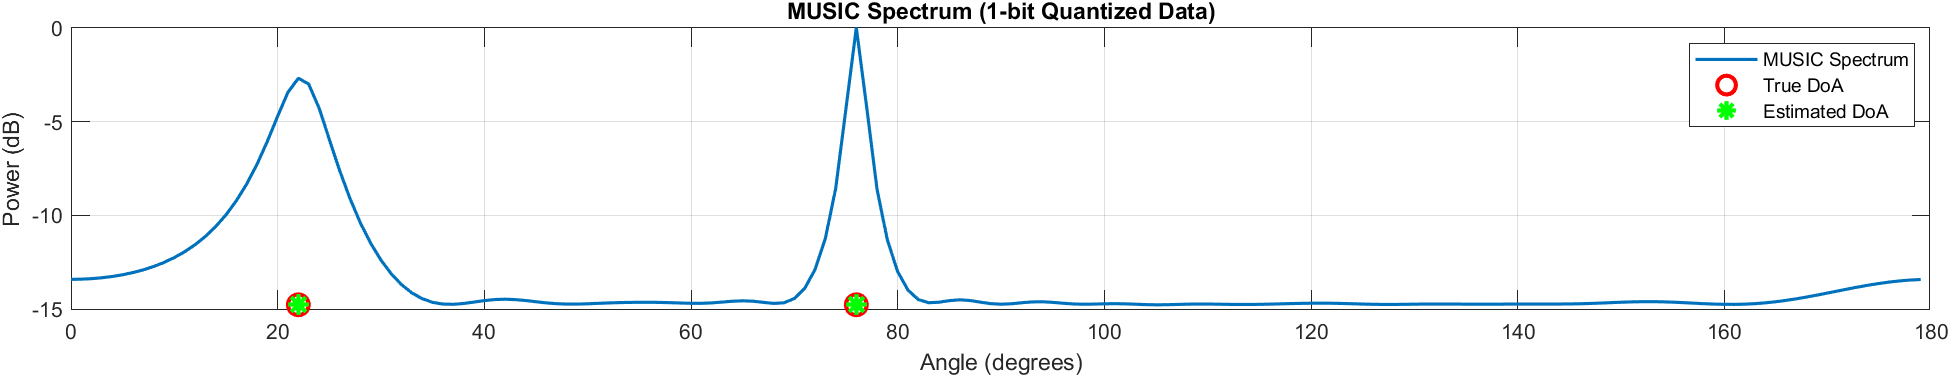 MUSIC Spectrum (1-bit Quantized Data)
0
-5
-10
-15
Power (dB)
MUSIC Spectrum
True DoA
Estimated DoA
0 20 40 60 80 100 120 140 160 180
Angle (degrees)